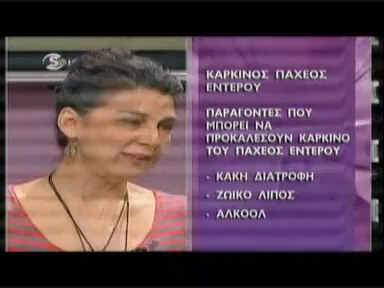 ΚΑΡΚΙΝΟΣ ΠΑΧΕΟΣ
ΕΝΤΕΡΟΥ
ΠΑΡΑΓΟΝΤΕΣ ΠΟΥ
ΜΠΟΡΕΙ ΝΑ
ΠΡΟΚΑΛΕΣΟΥΝ ΚΑΡΚΙΝΟ
ΤΟΥ ΠΑΧΕΟΣ ΕΝΤΕΡΟΥ
- ΚΑΚΗ ΔΙΑΤΡΟΦΗ
- ΖΩΙΚΟ ΛΙΠΟΣ
- ΑΛΚΟΟΛ